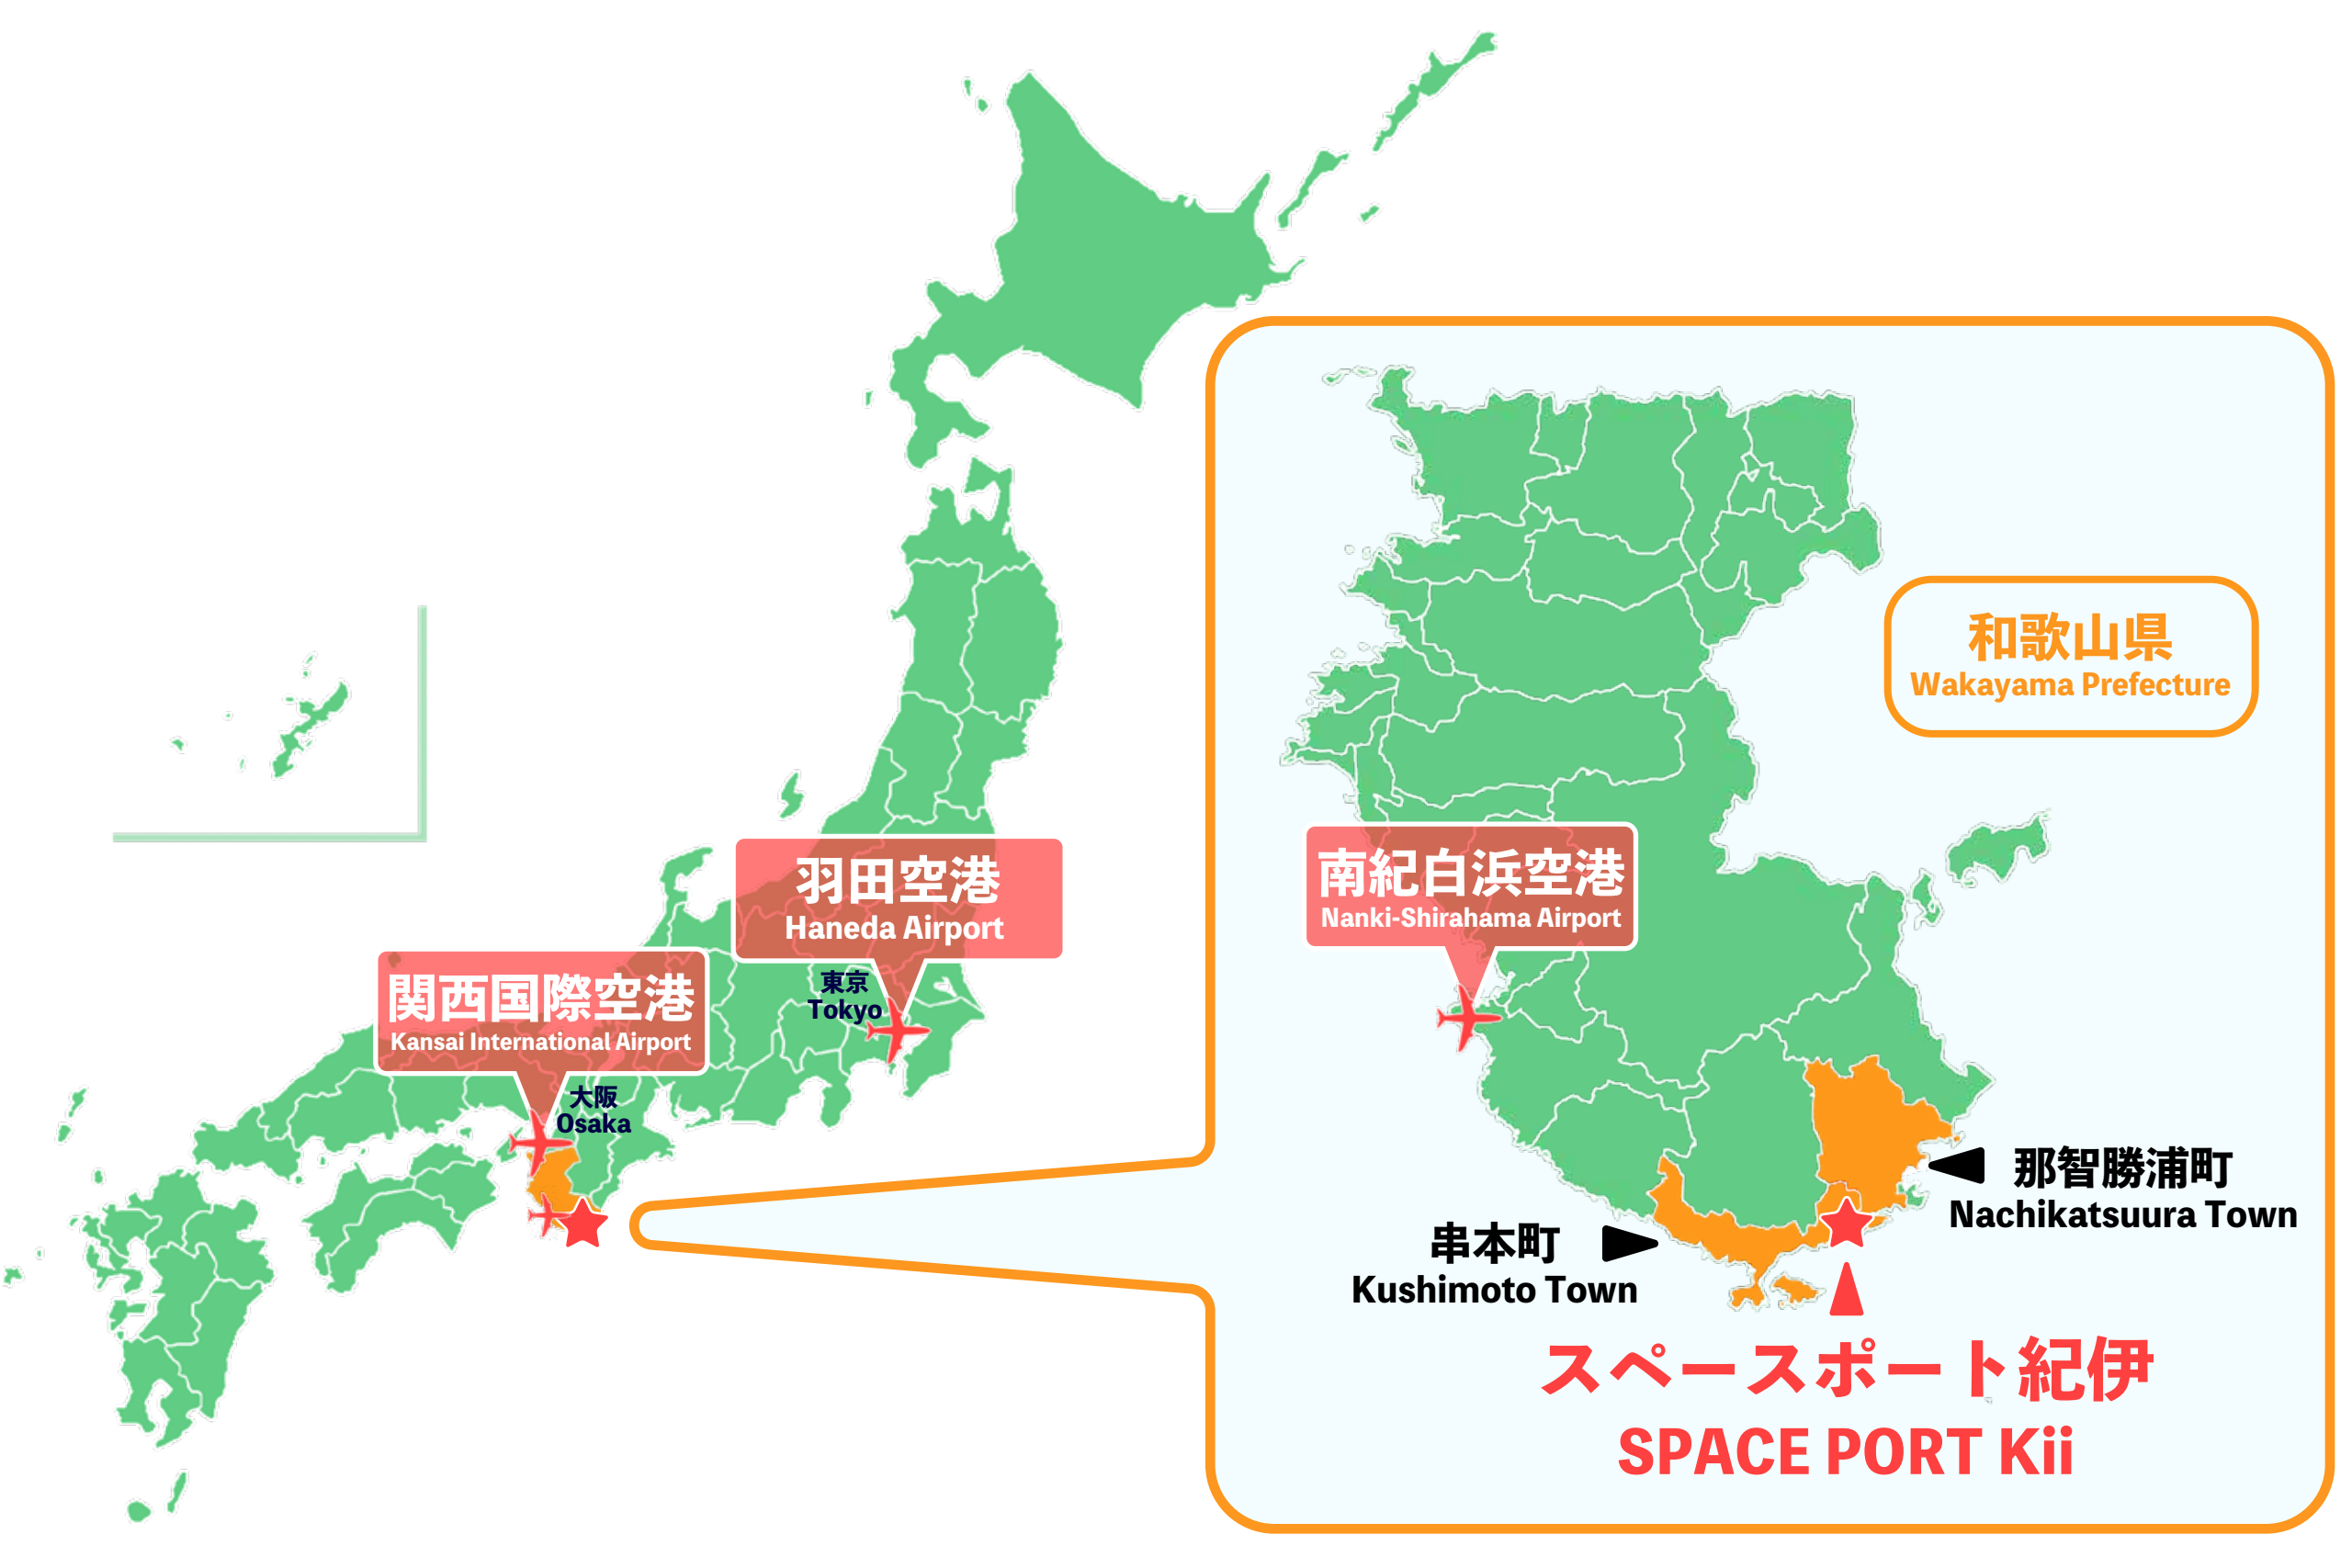 和歌山県
Wakayama Prefecture
羽田空港
Haneda Airport
南紀白浜空港
Nanki-Shirahama Airport
関西国際空港
Kansai International Airport
東京
Tokyo
大阪
Osaka
那智勝浦町
Nachikatsuura Town
串本町
Kushimoto Town
スペースポート紀伊
SPACE PORT Kii